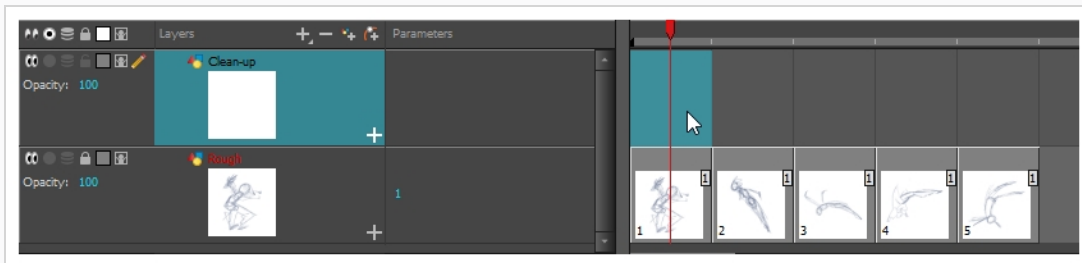 Layers Parameters
Clean-up
Opacity: 100
Rough
Opacity: 100
1
1 1 1 1 1
1 2 3 4 5